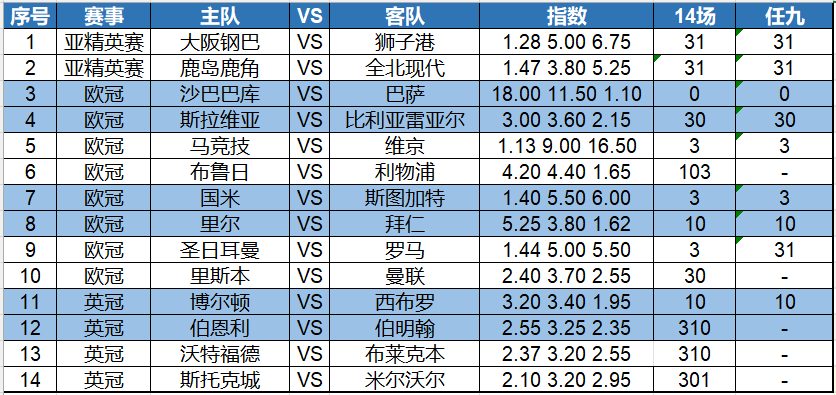 序号 赛事 主队 VS 客队 指数 14场 任九
1 亚精英赛 大阪钢巴 VS 狮子港 1.28 5.00 6.75 31 31
2 亚精英赛 鹿岛鹿角 VS 全北现代 1.47 3.80 5.25 31 31
3 欧冠 沙巴巴库 VS 巴萨 18.00 11.50 1.10 0 0
4 欧冠 斯拉维亚 VS 比利亚雷亚尔 3.00 3.60 2.15 30 30
5 欧冠 马竞技 VS 维京 1.13 9.00 16.50 3 3
6 欧冠 布鲁日 VS 利物浦 4.20 4.40 1.65 103 -
7 欧冠 国米 VS 斯图加特 1.40 5.50 6.00 3 3
8 欧冠 里尔 VS 拜仁 5.25 3.80 1.62 10 10
9 欧冠 圣日耳曼 VS 罗马 1.44 5.00 5.50 3 31
10 欧冠 里斯本 VS 曼联 2.40 3.70 2.55 30 -
11 英冠 博尔顿 VS 西布罗 3.20 3.40 1.95 10 10
12 英冠 伯恩利 VS 伯明翰 2.55 3.25 2.35 310 -
13 英冠 沃特福德 VS 布莱克本 2.37 3.20 2.55 310 -
14 英冠 斯托克城 VS 米尔沃尔 2.10 3.20 2.95 301 -